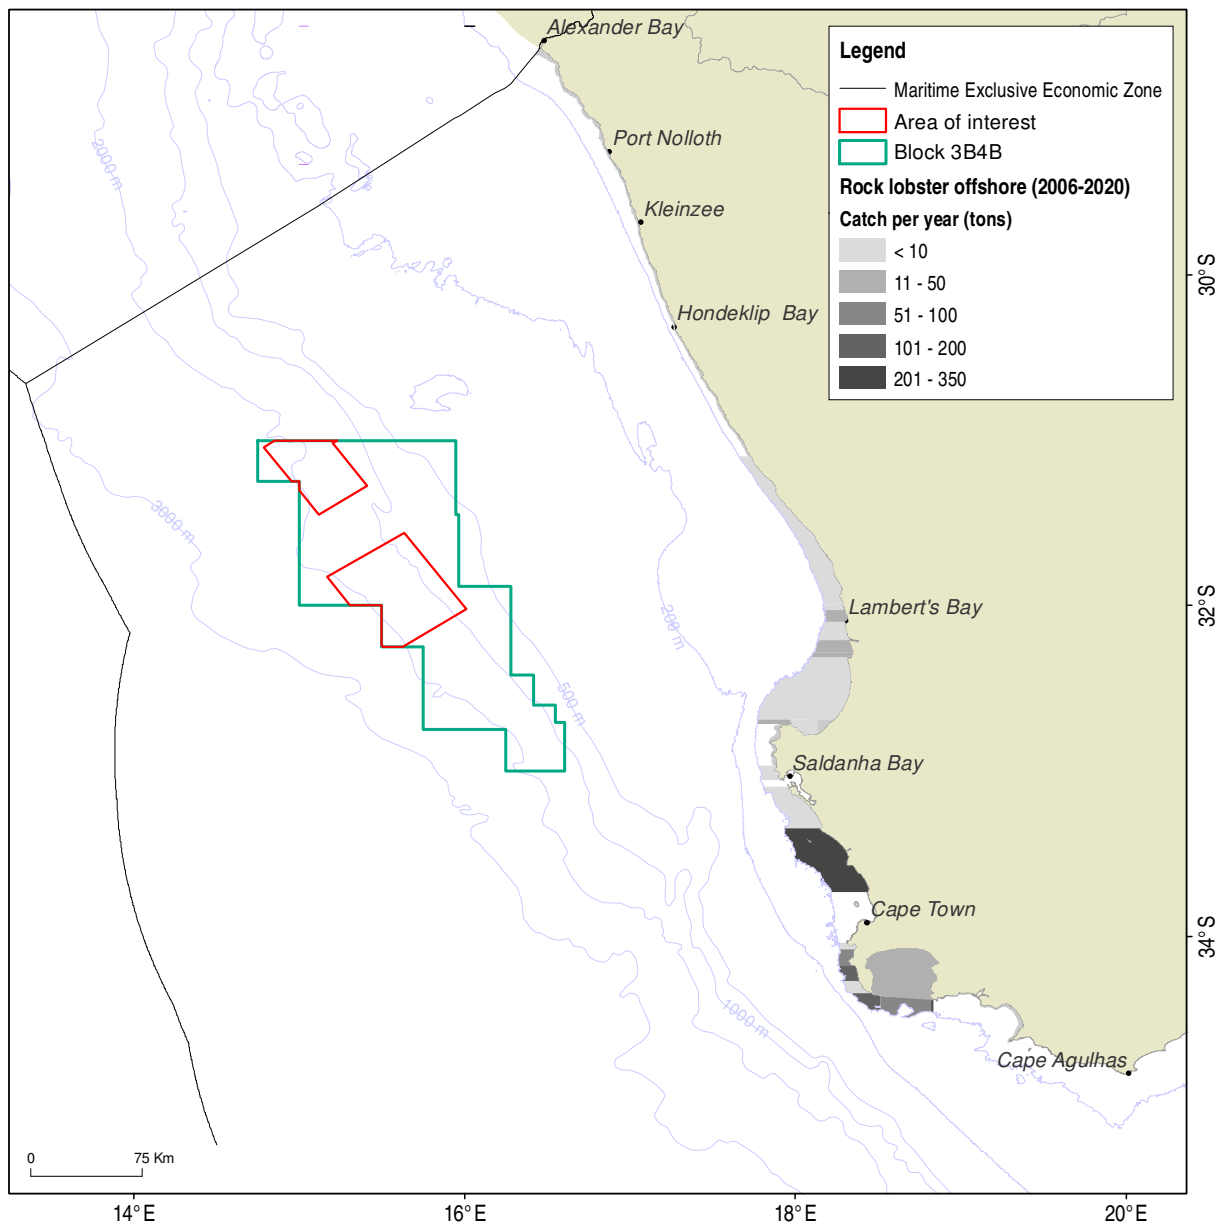 Alexander Bay
Legend
Maritime Exclusive Economic Zone
Area of interest
Block 3B4B
Rock lobster offshore (2006-2020)
Catch per year (tons)
< 10
11 - 50
51 - 100
101 - 200
201 - 350
2000 m
Port Nolloth
Kleinzee
30°S
Hondeklip Bay
3000 m
Lambert's Bay
32°S
200 m
500 m
Saldanha Bay
Cape Town
34°S
1000 m
Cape Agulhas
0 75 Km
14°E 16°E 18°E 20°E